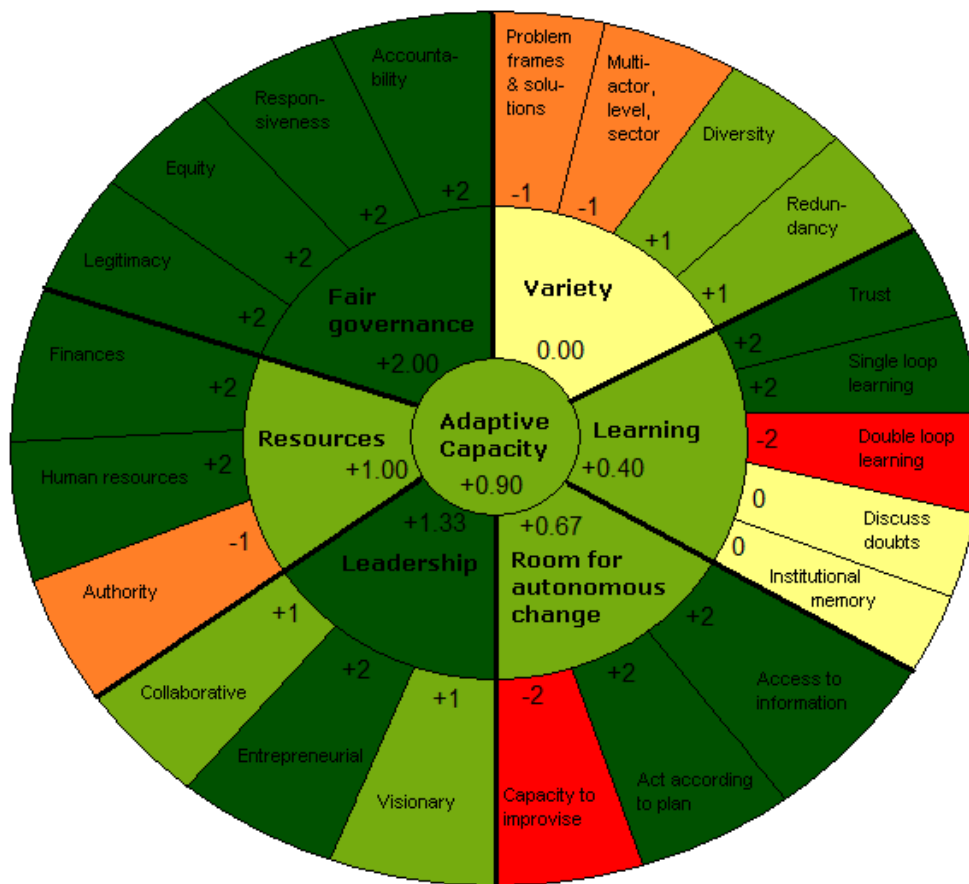 Problem
frames
& solu-
tions
-1
Multi-
actor,
level,
sector
-1
Diversity
+1
Redun-
dancy
+1
Variety
0.00
Trust
+2
Single loop
learning
+2
Double loop
learning
-2
Discuss
doubts
0
Institutional
memory
0
Learning
+0.40
Access to
information
+2
Act according
to plan
+2
Capacity to
improvise
-2
+0.67
Room for
autonomous
change
Visionary
+1
Entrepreneurial
+2
Collaborative
+1
+1.33
Leadership
Authority
-1
Human resources
+2
Finances
+2
Resources
+1.00
Legitimacy
+2
Equity
+2
Respon-
siveness
+2
Accounta-
bility
+2
Fair
governance
+2.00
Adaptive
Capacity
+0.90